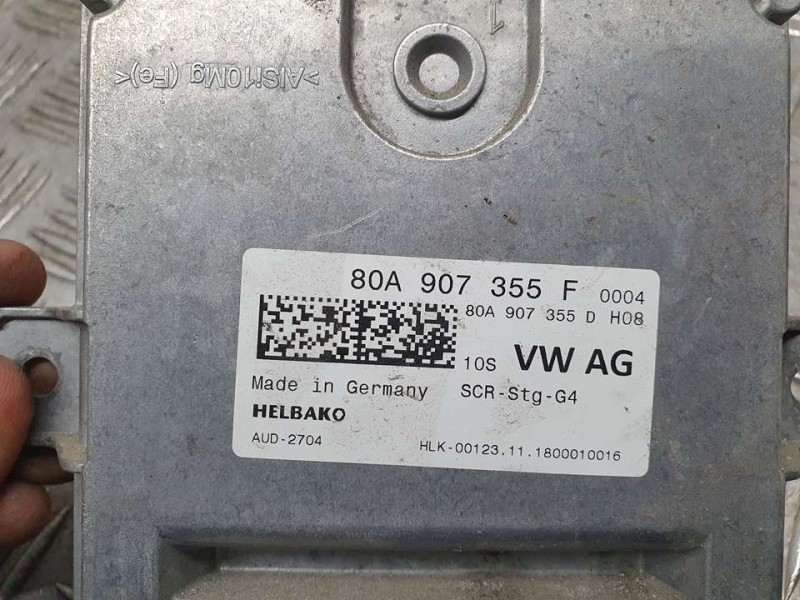 1
>AlSi10Mg (Fe)<
80A 907 355 F 0004
80A 907 355 D H08
10S VW AG
Made in Germany SCR-Stg-G4
HELBAKO
AUD-2704 HLK-00123.11.1800010016